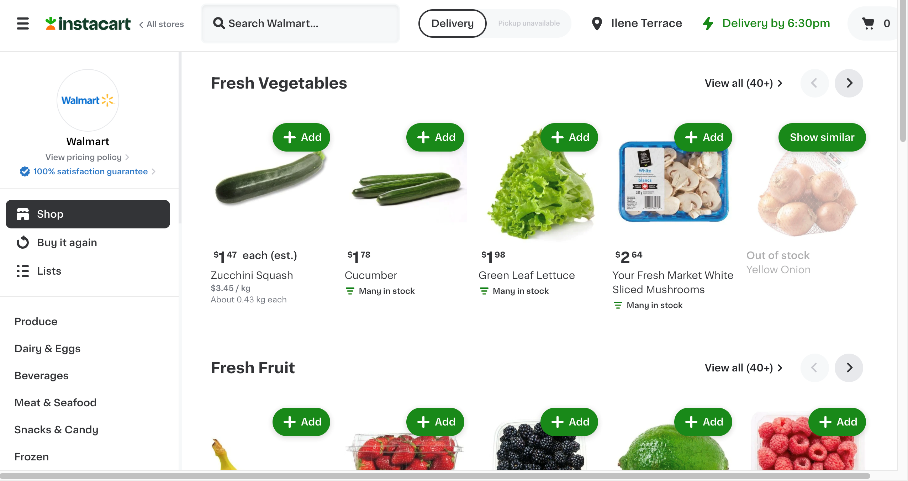 instacart
All stores
Search Walmart...
Delivery
Pickup unavailable
Ilene Terrace
Delivery by 6:30pm
0
Walmart
Walmart
View pricing policy
100% satisfaction guarantee
Shop
Buy it again
Lists
Produce
Dairy & Eggs
Beverages
Meat & Seafood
Snacks & Candy
Frozen
Fresh Vegetables
View all (40+)
Add
$1 47 each (est.)
Zucchini Squash
$3.45 / kg
About 0.43 kg each
Add
$1 78
Cucumber
Many in stock
Add
$1 98
Green Leaf Lettuce
Many in stock
Add
White
$2 64
Your Fresh Market White
Sliced Mushrooms
Many in stock
Show similar
Out of stock
Yellow Onion
Fresh Fruit
View all (40+)
Add
Add
Add
Add
Add